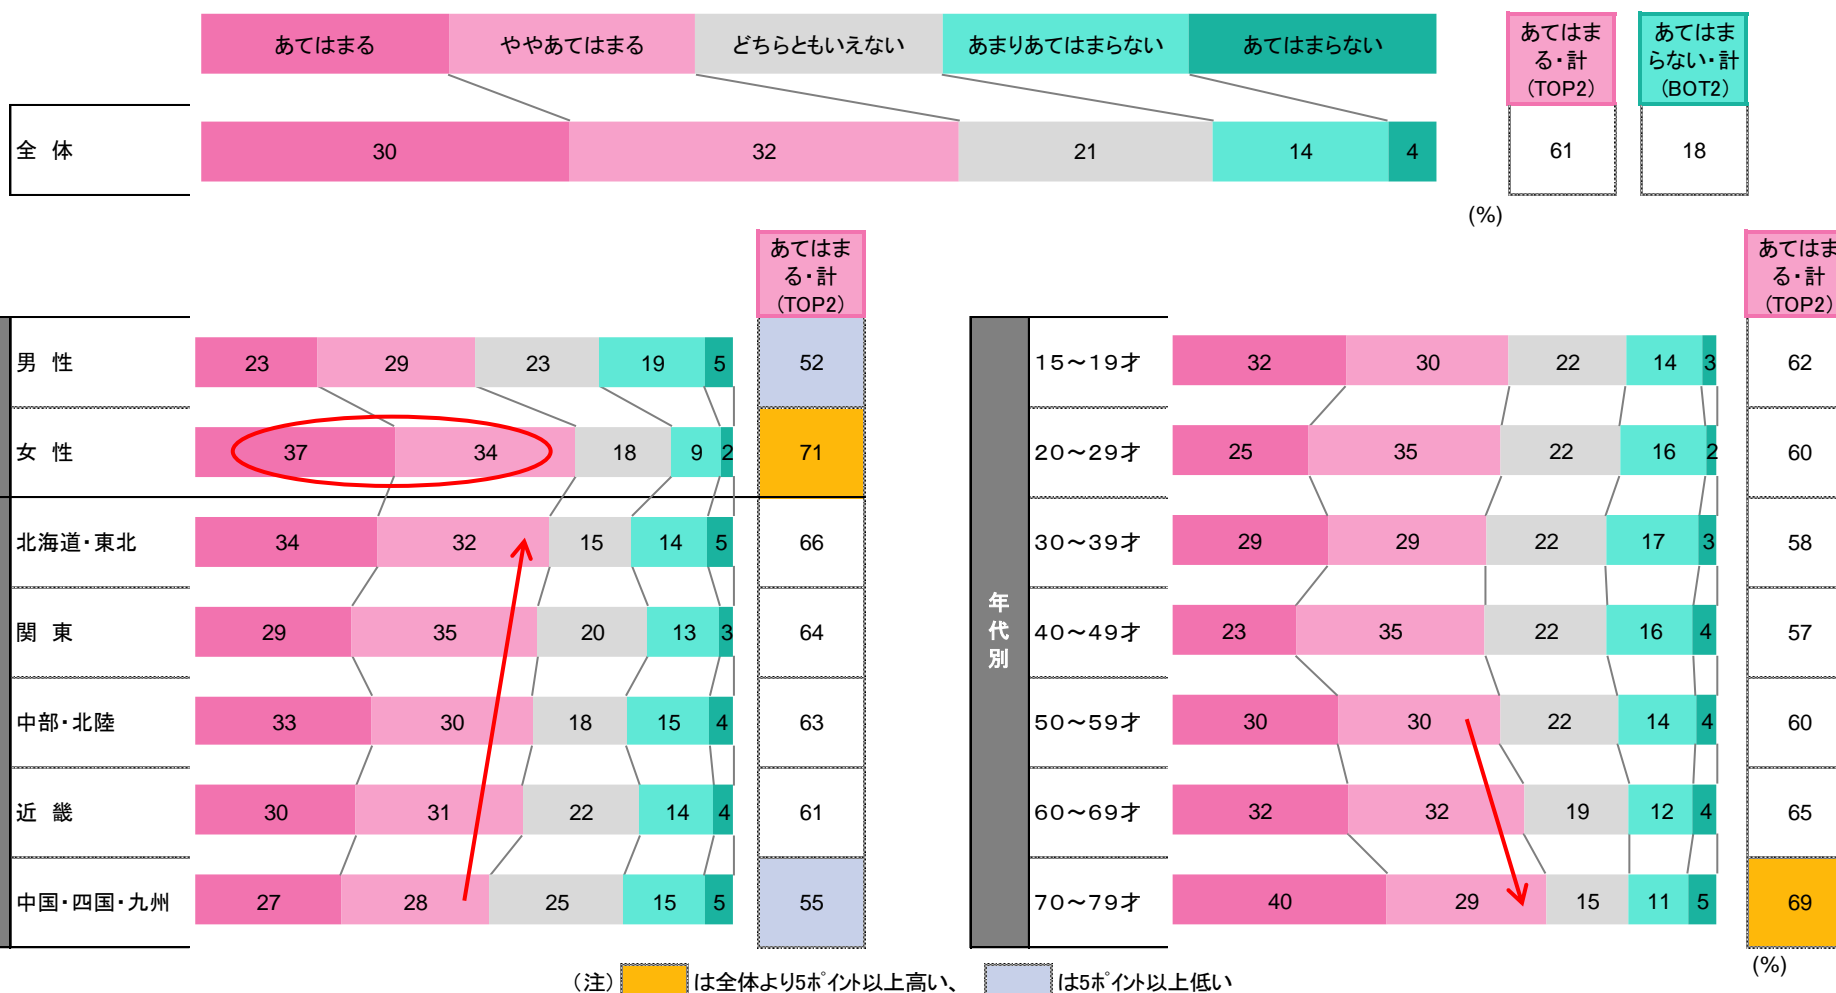 あてはまる ややあてはまる どちらともいえない あまりあてはまらない あてはまらない
あてはま
る・計
(TOP2)
あてはま
らない・計
(BOT2)
全 体 30 32 21 14 4 61 18
(%)
あてはま
る・計
(TOP2)
男 性 23 29 23 19 5 52
女 性 37 34 18 9 2 71
北海道・東北 34 32 15 14 5 66
関 東 29 35 20 13 3 64
中部・北陸 33 30 18 15 4 63
近 畿 30 31 22 14 4 61
中国・四国・九州 27 28 25 15 5 55
あてはま
る・計
(TOP2)
年
代
別
15~19才 32 30 22 14 3 62
20~29才 25 35 22 16 2 60
30~39才 29 29 22 17 3 58
40~49才 23 35 22 16 4 57
50~59才 30 30 22 14 4 60
60~69才 32 32 19 12 4 65
70~79才 40 29 15 11 5 69
(%)
(注) は全体より5ポイント以上高い、 は5ポイント以上低い